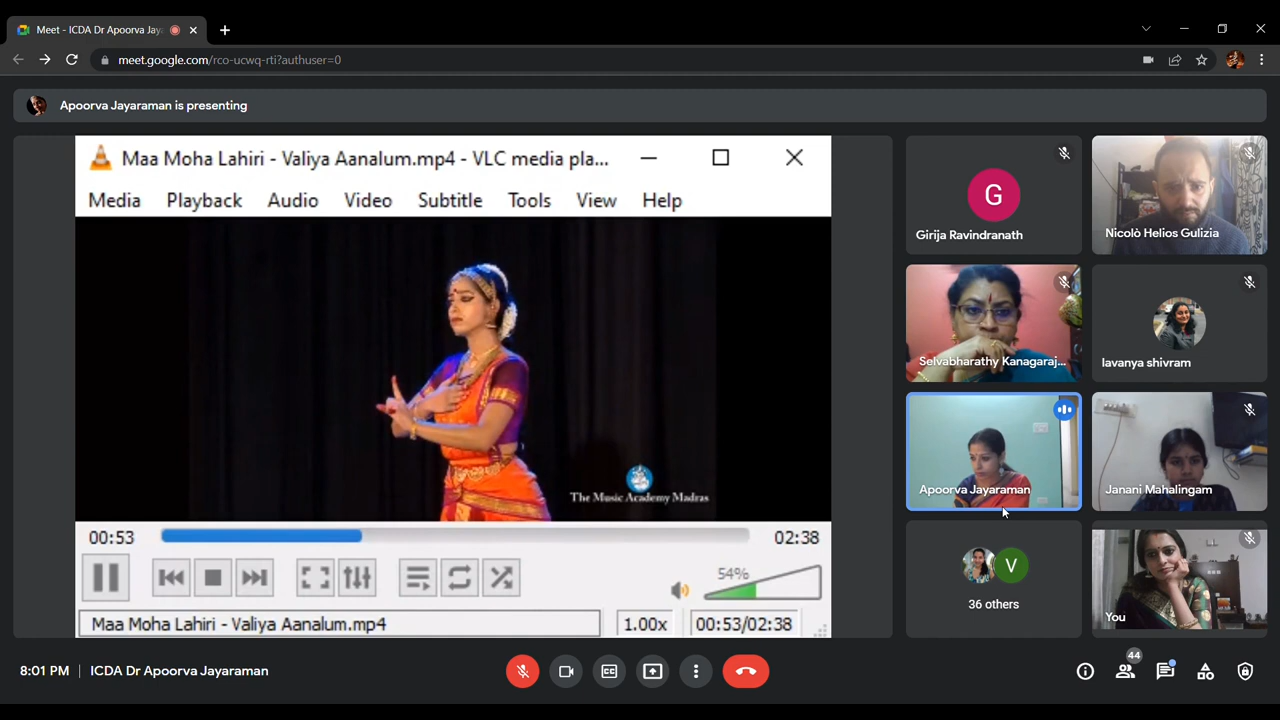 Meet - ICDA Dr Apoorva Jay
meet.google.com/rco-ucwq-rti?authuser=0
Apoorva Jayaraman is presenting
Maa Moha Lahiri - Valiya Aanalum.mp4 - VLC media pla...
Media Playback Audio Video Subtitle Tools View Help
The Music Academy Madras
00:53
02:38
54%
Maa Moha Lahiri - Valiya Aanalum.mp4
1.00x
00:53/02:38
G
Girija Ravindranath
Nicolò Helios Gulizia
Selvabharathy Kanagaraj...
lavanya shivram
Apoorva Jayaraman
Janani Mahalingam
V
36 others
You
8:01 PM | ICDA Dr Apoorva Jayaraman
CC
44